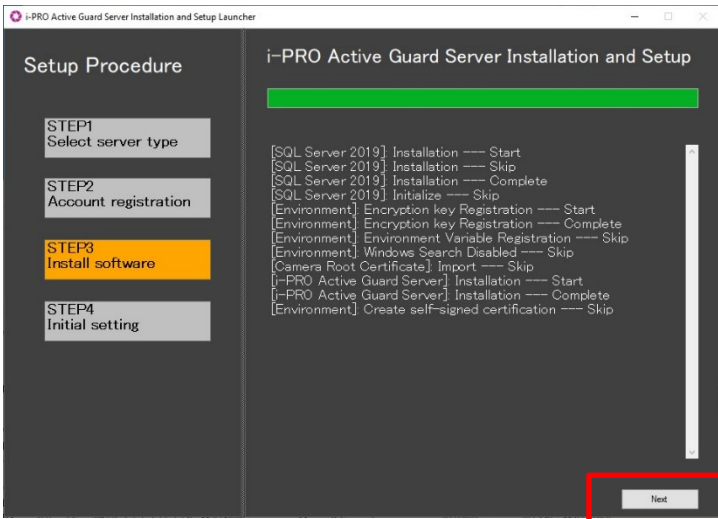 i-PRO Active Guard Server Installation and Setup Launcher
Setup Procedure
STEP1
Select server type
STEP2
Account registration
STEP3
Install software
STEP4
Initial setting
i-PRO Active Guard Server Installation and Setup
[SQL Server 2019]: Installation --- Start
[SQL Server 2019]: Installation --- Skip
[SQL Server 2019]: Installation --- Complete
[SQL Server 2019]: Initialize --- Skip
[Environment]: Encryption key Registration --- Start
[Environment]: Encryption key Registration --- Complete
[Environment]: Environment Variable Registration --- Skip
[Environment]: Windows Search Disabled --- Skip
[Camera Root Certificate]: Import --- Skip
[i-PRO Active Guard Server]: Installation --- Start
[i-PRO Active Guard Server]: Installation --- Complete
[Environment]: Create self-signed certification --- Skip
Next